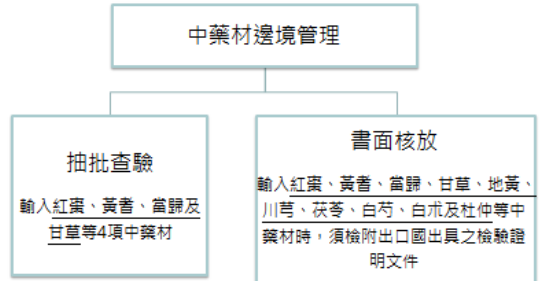 中藥材邊境管理
抽批查驗
輸入紅棗、黃耆、當歸及
甘草等4項中藥材
書面核放
輸入紅棗、黃耆、當歸、甘草、地黃、
川芎、茯苓、白芍、白朮及杜仲等中
藥材時，須檢附出口國出具之檢驗證
明文件